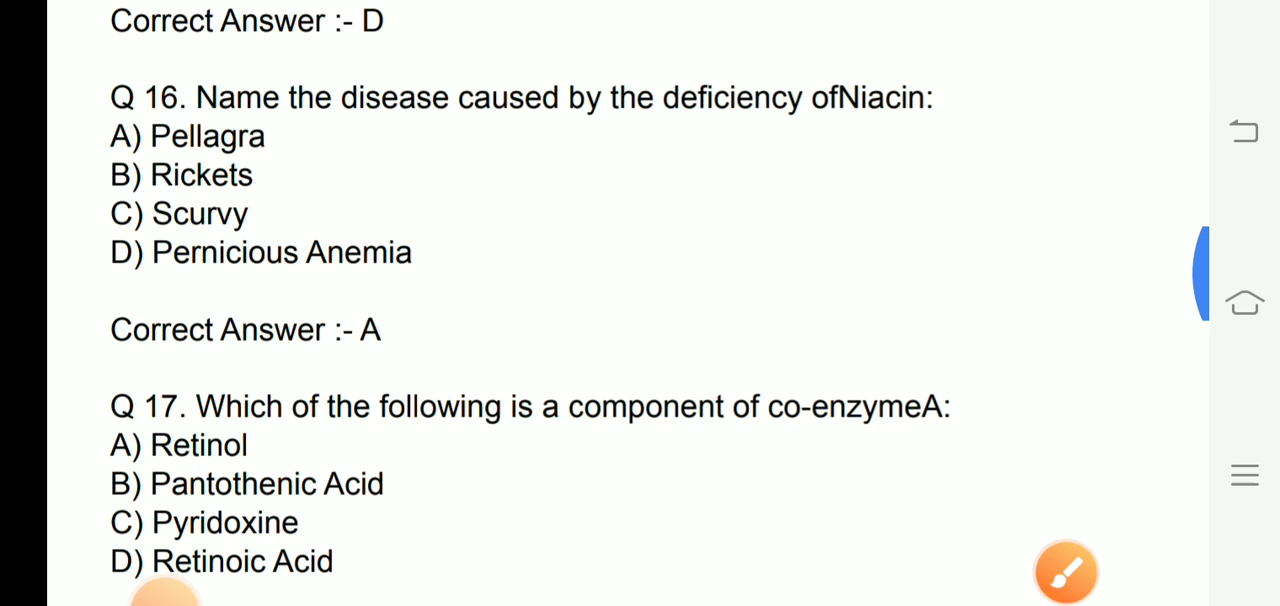 Correct Answer :- D
Q 16. Name the disease caused by the deficiency ofNiacin:
A) Pellagra
B) Rickets
C) Scurvy
D) Pernicious Anemia
Correct Answer :- A
Q 17. Which of the following is a component of co-enzymeA:
A) Retinol
B) Pantothenic Acid
C) Pyridoxine
D) Retinoic Acid